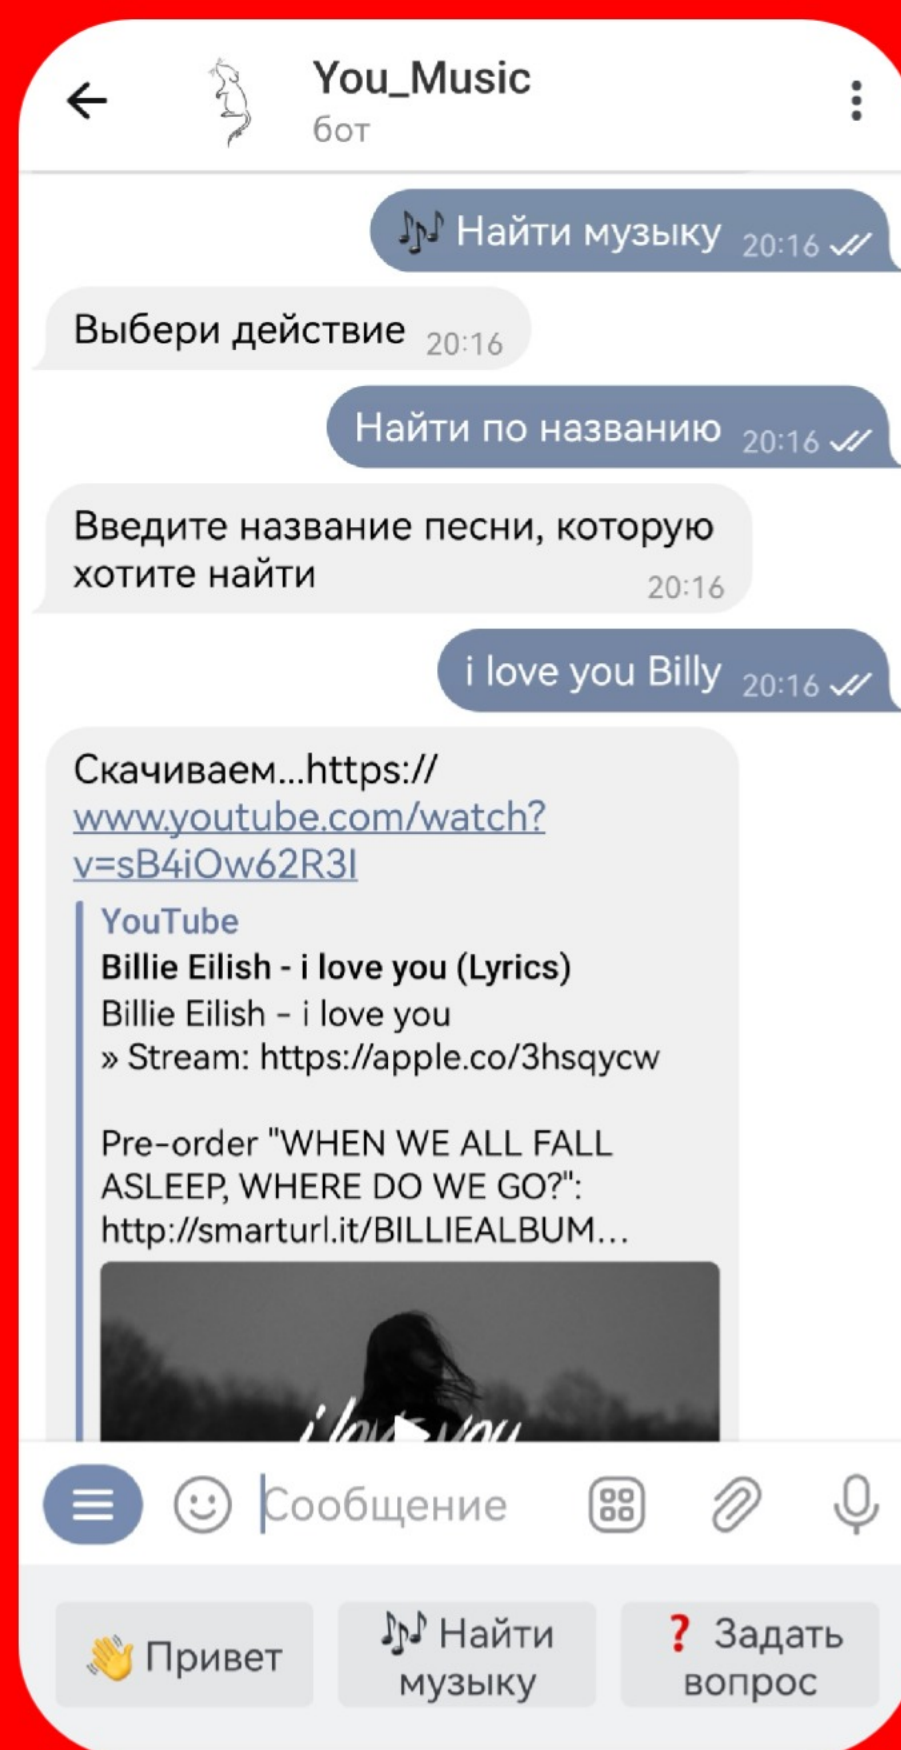 You_Music
бот
🎶 Найти музыку 20:16
Выбери действие 20:16
Найти по названию 20:16
Введите название песни, которую
хотите найти 20:16
i love you Billy 20:16
Скачиваем...https://
www.youtube.com/watch?
v=sB4iOw62R3I
YouTube
Billie Eilish - i love you (Lyrics)
Billie Eilish – i love you
» Stream: https://apple.co/3hsqycw
Pre-order "WHEN WE ALL FALL
ASLEEP, WHERE DO WE GO?":
http://smarturl.it/BILLIEALBUM...
i love you
Сообщение
👋 Привет
🎶 Найти
музыку
❓ Задать
вопрос